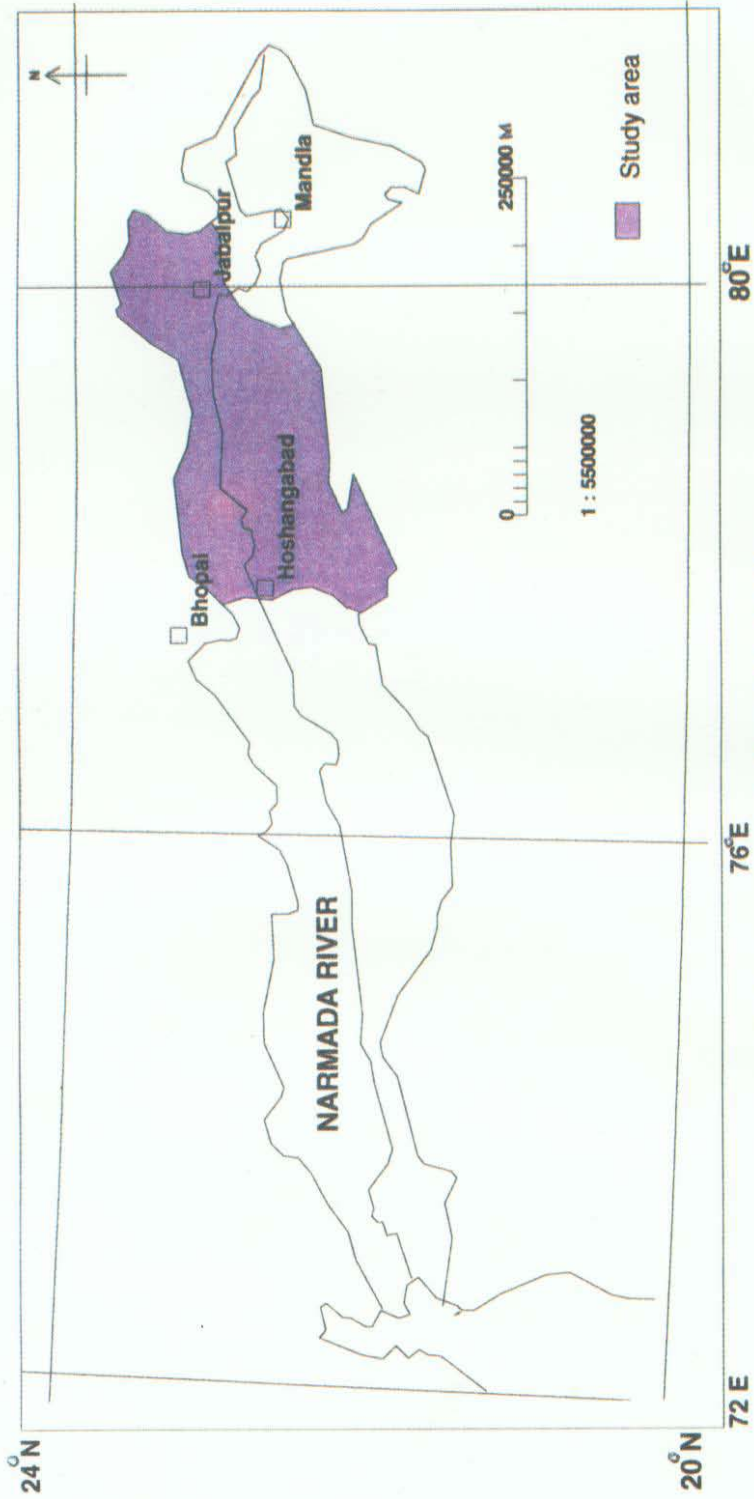 24°N
N
Bhopal
Jabalpur
Hoshangabad
Mandla
NARMADA RIVER
0
250000 M
1 : 5500000
Study area
20°N
72 E
76°E
80°E